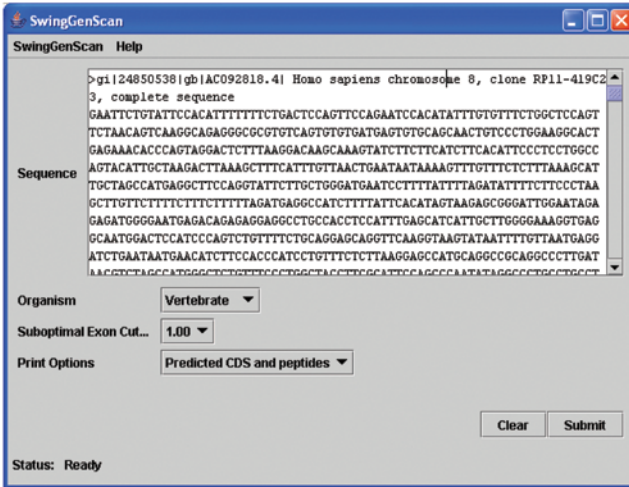 SwingGenScan
SwingGenScan Help
>gi|24850538|gb|AC092818.4| Homo sapiens chromosome 8, clone RP11-419C2
3, complete sequence
GAATTCTGTATTCCACATTTTTTTCTGACTCCAGTTCCAGAATCCACATATTTGTGTTTCTGGCTCCAGT
TCTAACAGTCAAGGCAGAGGGCGCGTGTCAGTGTGTGATGAGTGTGCAGCAACTGTCCCTGGAAGGCACT
GAGAAACACCCAGTAGGACTCTTTAAGGACAAGCAAAGTATCTTCTTCATCTTCACATTCCCTCCTGGCC
AGTACATTGCTAAGACTTAAAGCTTTCATTTGTTAACTGAATAATAAAAGTTTGTTTCTCTTTAAAGCAT
TGCTAGCCATGAGGCTTCCAGGTATTCTTGCTGGGATGAATCCTTTTATTTTAGATATTTTCTTCCCTAA
GCTTGTTCTTTTCTTTCTTTTTAGATGAGGCCATCTTTTATTCACATAGTAAGAGCGGGATTGGAATAGA
GAGATGGGGAATGAGACAGAGAGGAGGCCTGCCACCTCCATTTGAGCATCATTGCTTGGGGAAAGGTGAG
GCAATGGACTCCATCCCAGTCTGTTTTCTGCAGGAGCAGGTTCAAGGTAAGTATAATTTTGTTAATGAGG
ATCTGAATAATGAACATCTTCCACCCATCCTGTTTCTCTTAAGGAGCCATGCAGGCCGCAGGCCCTTGAT
AACGTCTAGCCATGGGCTCTGTTTCCCTGGCTACCTTCGCATTCCAGCCCAATATAGGCCCTGCCTGCCT
Sequence
Organism Vertebrate
Suboptimal Exon Cut... 1.00
Print Options Predicted CDS and peptides
Clear Submit
Status: Ready